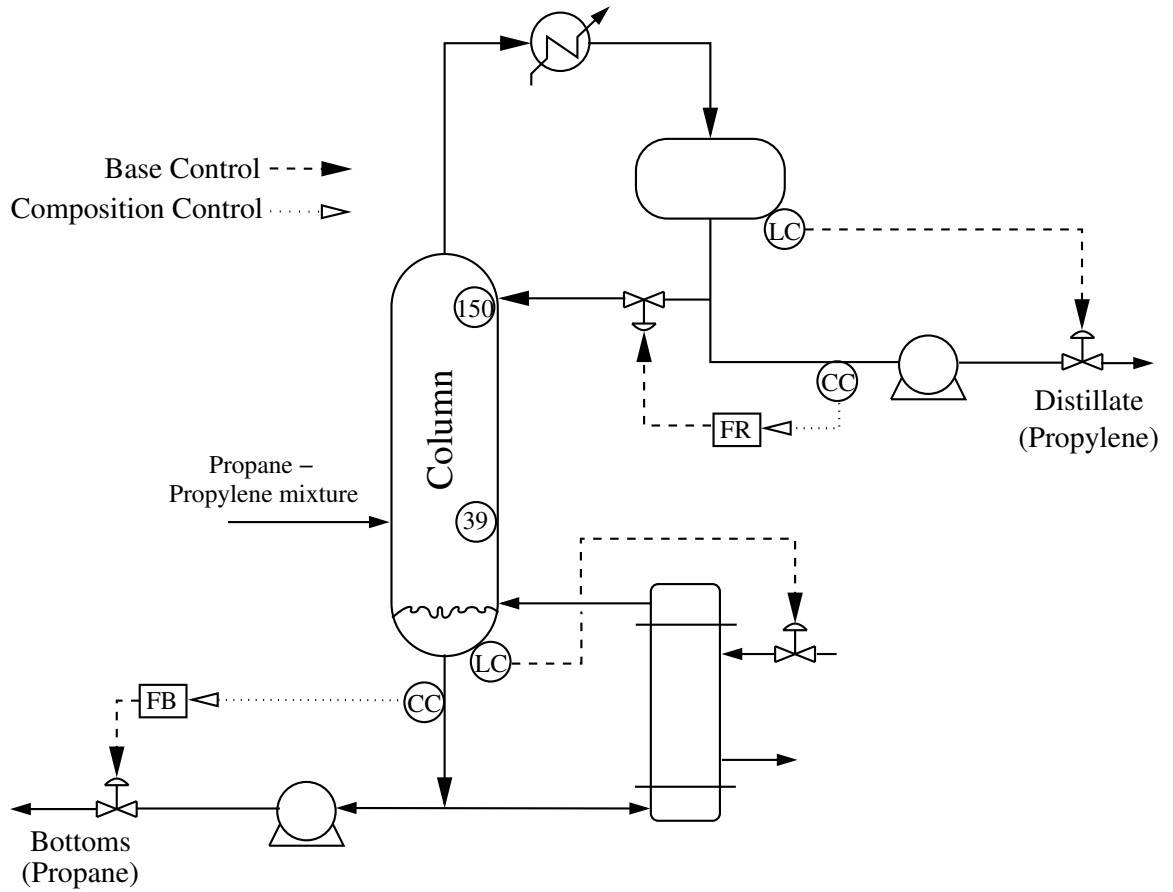 Base Control
Composition Control
LC
150
CC
FR
Distillate
(Propylene)
Column
Propane –
Propylene mixture
39
LC
CC
FB
Bottoms
(Propane)